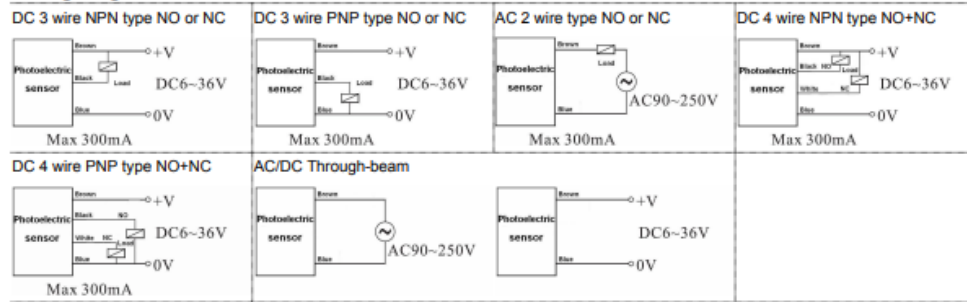 DC 3 wire NPN type NO or NC
Brown
+V
Photoelectric
Black
Load
DC6~36V
sensor
Blue
0V
Max 300mA
DC 3 wire PNP type NO or NC
Brown
+V
Photoelectric
Black
DC6~36V
sensor
Load
Blue
0V
Max 300mA
AC 2 wire type NO or NC
Brown
Load
Photoelectric
sensor
AC90~250V
Blue
Max 300mA
DC 4 wire NPN type NO+NC
Brown
+V
Black NO
Load
Photoelectric
DC6~36V
sensor
White NC
Blue
0V
Max 300mA
DC 4 wire PNP type NO+NC
Brown
+V
Black NO
Photoelectric
DC6~36V
sensor
White NC
Load
Blue
0V
Max 300mA
AC/DC Through-beam
Brown
Photoelectric
sensor
AC90~250V
Blue
Brown
+V
Photoelectric
sensor
DC6~36V
Blue
0V